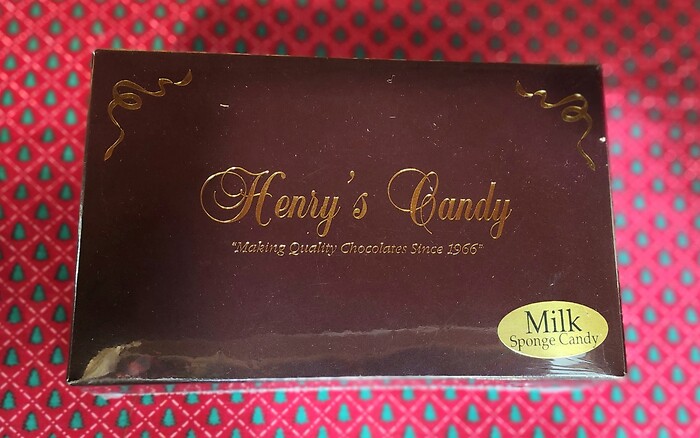 Henry's Candy
"Making Quality Chocolates Since 1966"
Milk
Sponge Candy